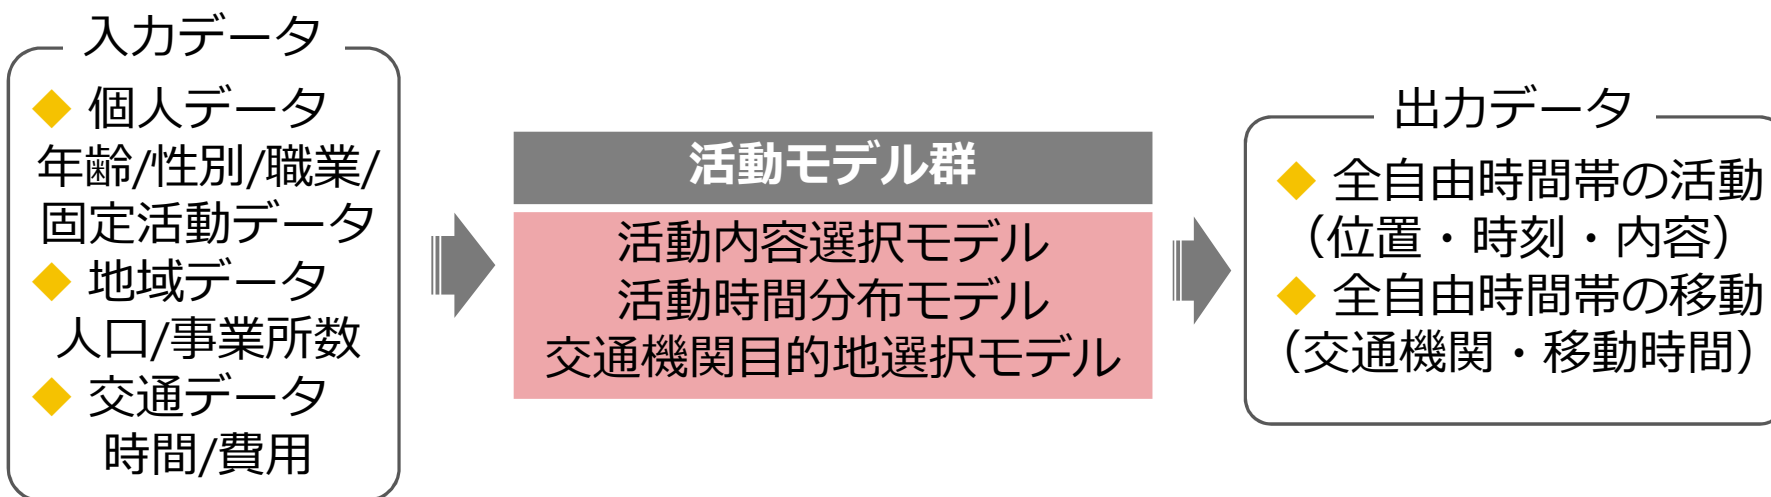 入力データ
◆ 個人データ
年齢/性別/職業/
固定活動データ
◆ 地域データ
人口/事業所数
◆ 交通データ
時間/費用
活動モデル群
活動内容選択モデル
活動時間分布モデル
交通機関目的地選択モデル
出力データ
◆ 全自由時間帯の活動
（位置・時刻・内容）
◆ 全自由時間帯の移動
（交通機関・移動時間）